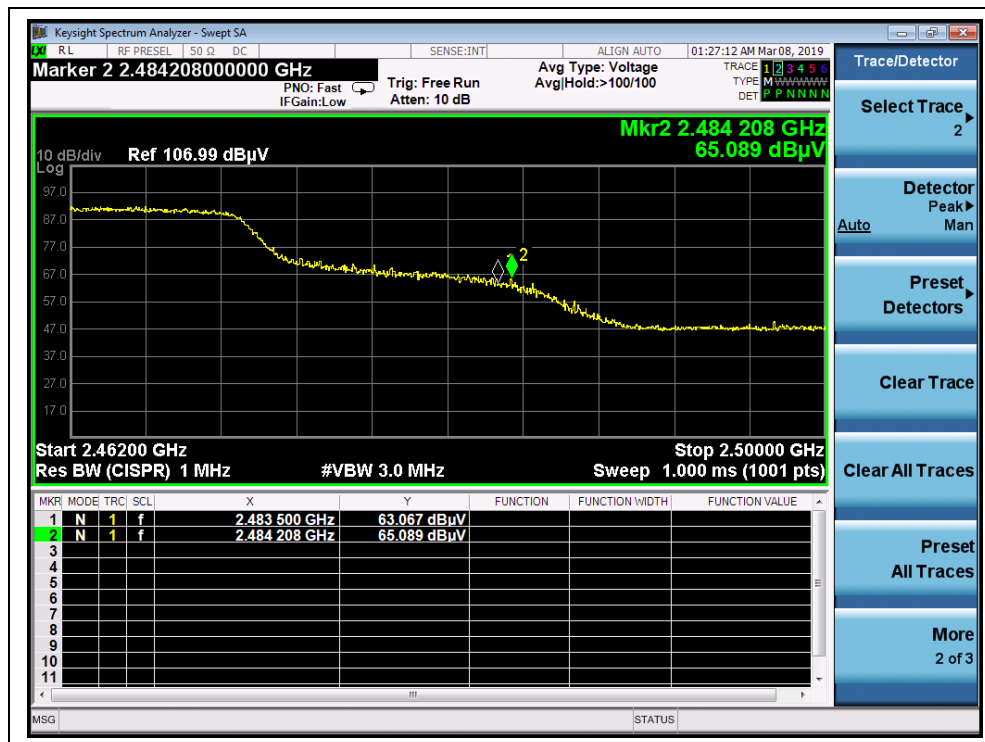 Keysight Spectrum Analyzer - Swept SA
LXI RL RF PRESEL 50 Ω DC SENSE:INT ALIGN AUTO 01:27:12 AM Mar 08, 2019
Marker 2 2.484208000000 GHz
PNO: Fast
IFGain:Low
Trig: Free Run
Atten: 10 dB
Avg Type: Voltage
Avg|Hold:>100/100
TRACE 1 2 3 4 5 6
TYPE M W W W W W
DET P P N N N N
Mkr2 2.484 208 GHz
65.089 dBµV
10 dB/div Ref 106.99 dBµV
Log
97.0
87.0
77.0
67.0
57.0
47.0
37.0
27.0
17.0
2
Start 2.46200 GHz Stop 2.50000 GHz
Res BW (CISPR) 1 MHz #VBW 3.0 MHz Sweep 1.000 ms (1001 pts)
MKR MODE TRC SCL X Y FUNCTION FUNCTION WIDTH FUNCTION VALUE
1 N 1 f 2.483 500 GHz 63.067 dBµV
2 N 1 f 2.484 208 GHz 65.089 dBµV
3
4
5
6
7
8
9
10
11
MSG STATUS
Trace/Detector
Select Trace
2
Detector
Peak
Auto Man
Preset
Detectors
Clear Trace
Clear All Traces
Preset
All Traces
More
2 of 3